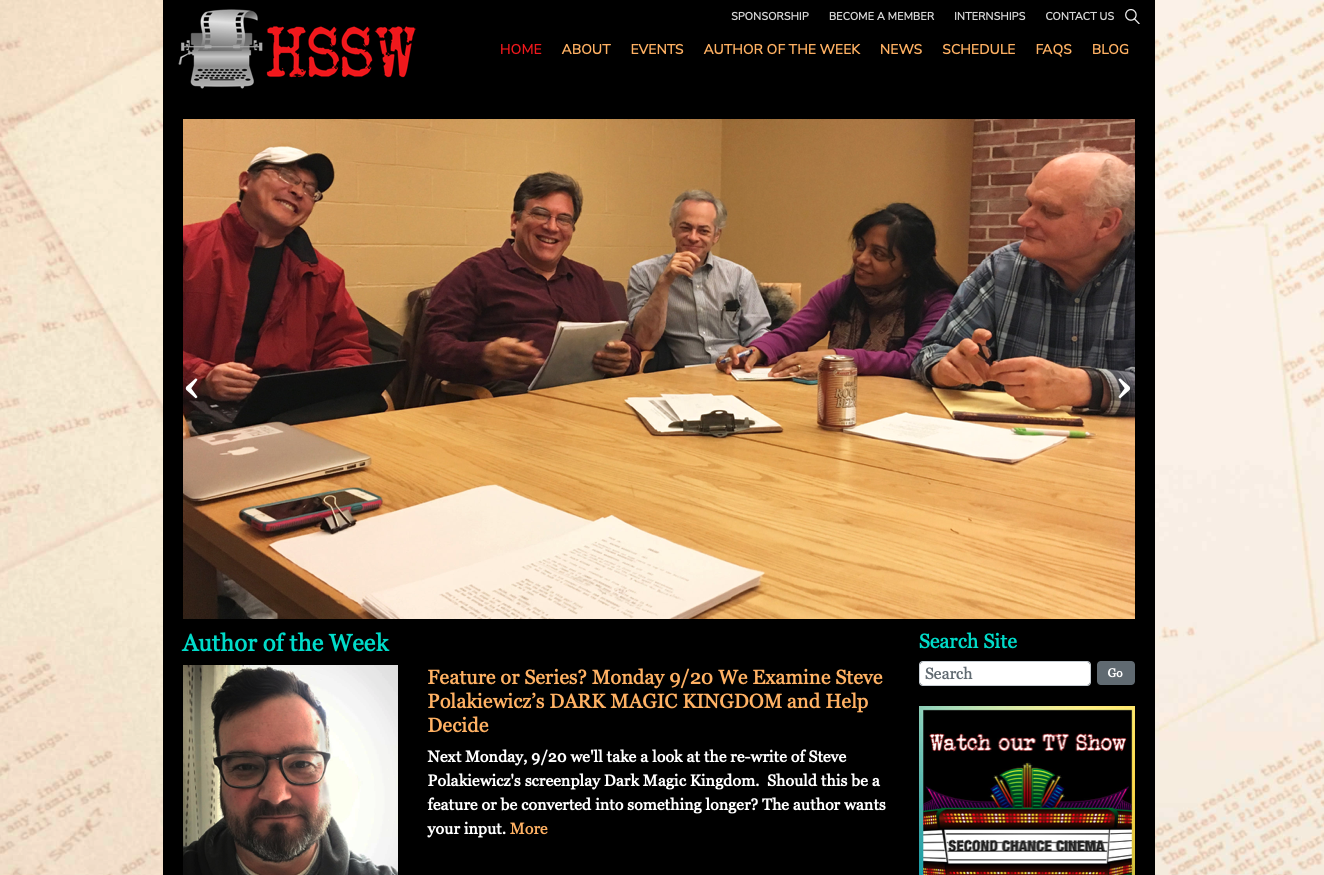 SPONSORSHIP BECOME A MEMBER INTERNSHIPS CONTACT US
HSSW
HOME ABOUT EVENTS AUTHOR OF THE WEEK NEWS SCHEDULE FAQS BLOG
ROOT
BEER
Author of the Week
Feature or Series? Monday 9/20 We Examine Steve
Polakiewicz’s DARK MAGIC KINGDOM and Help
Decide
Next Monday, 9/20 we'll take a look at the re-write of Steve
Polakiewicz's screenplay Dark Magic Kingdom. Should this be a
feature or be converted into something longer? The author wants
your input. More
Search Site
Search Go
Watch our TV Show
SECOND CHANCE CINEMA